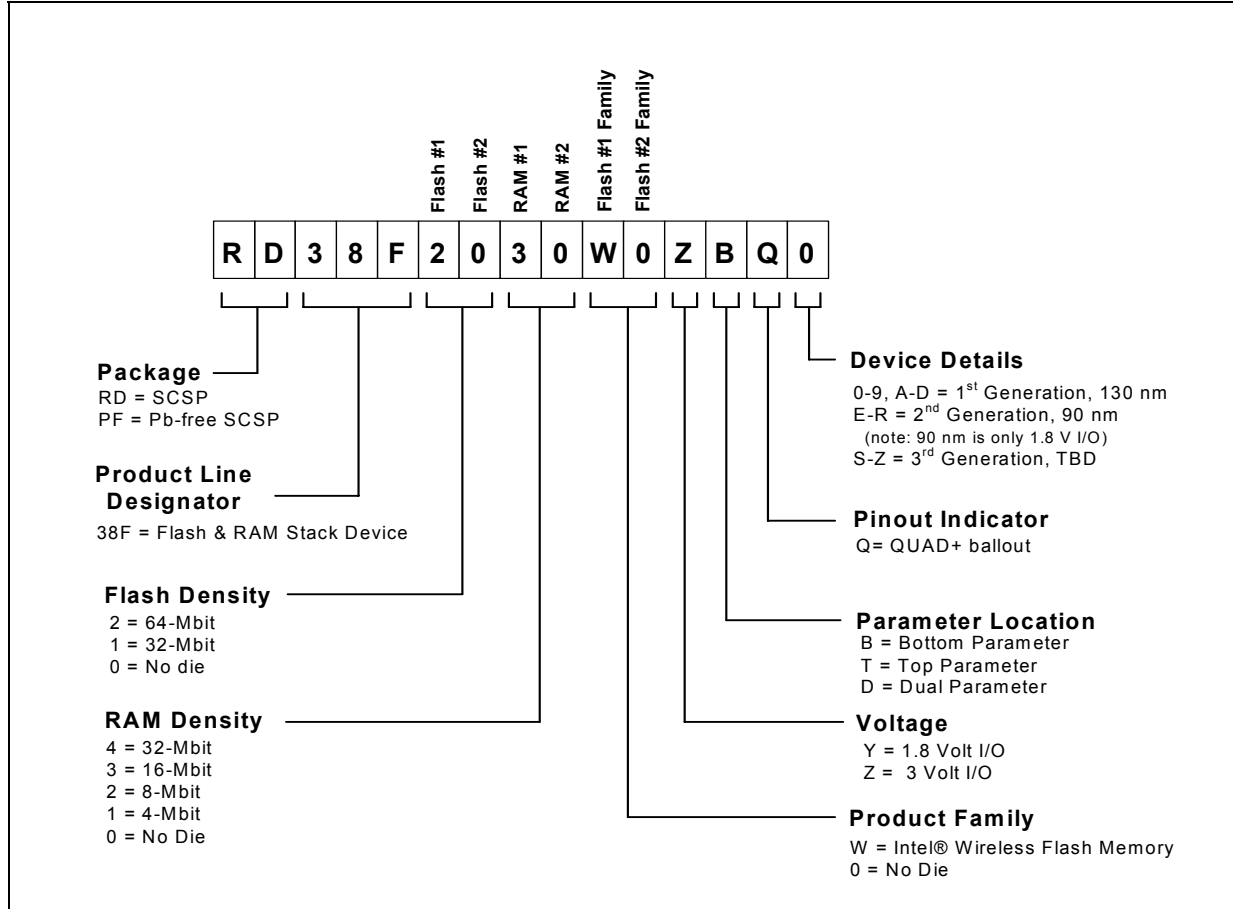 Flash #1
Flash #2
RAM #1
RAM #2
Flash #1 Family
Flash #2 Family
R D 3 8 F 2 0 3 0 W 0 Z B Q 0
Package
RD = SCSP
PF = Pb-free SCSP
Product Line
Designator
38F = Flash & RAM Stack Device
Flash Density
2 = 64-Mbit
1 = 32-Mbit
0 = No die
RAM Density
4 = 32-Mbit
3 = 16-Mbit
2 = 8-Mbit
1 = 4-Mbit
0 = No Die
Device Details
0-9, A-D = 1st Generation, 130 nm
E-R = 2nd Generation, 90 nm
(note: 90 nm is only 1.8 V I/O)
S-Z = 3rd Generation, TBD
Pinout Indicator
Q= QUAD+ ballout
Parameter Location
B = Bottom Parameter
T = Top Parameter
D = Dual Parameter
Voltage
Y = 1.8 Volt I/O
Z = 3 Volt I/O
Product Family
W = Intel® Wireless Flash Memory
0 = No Die